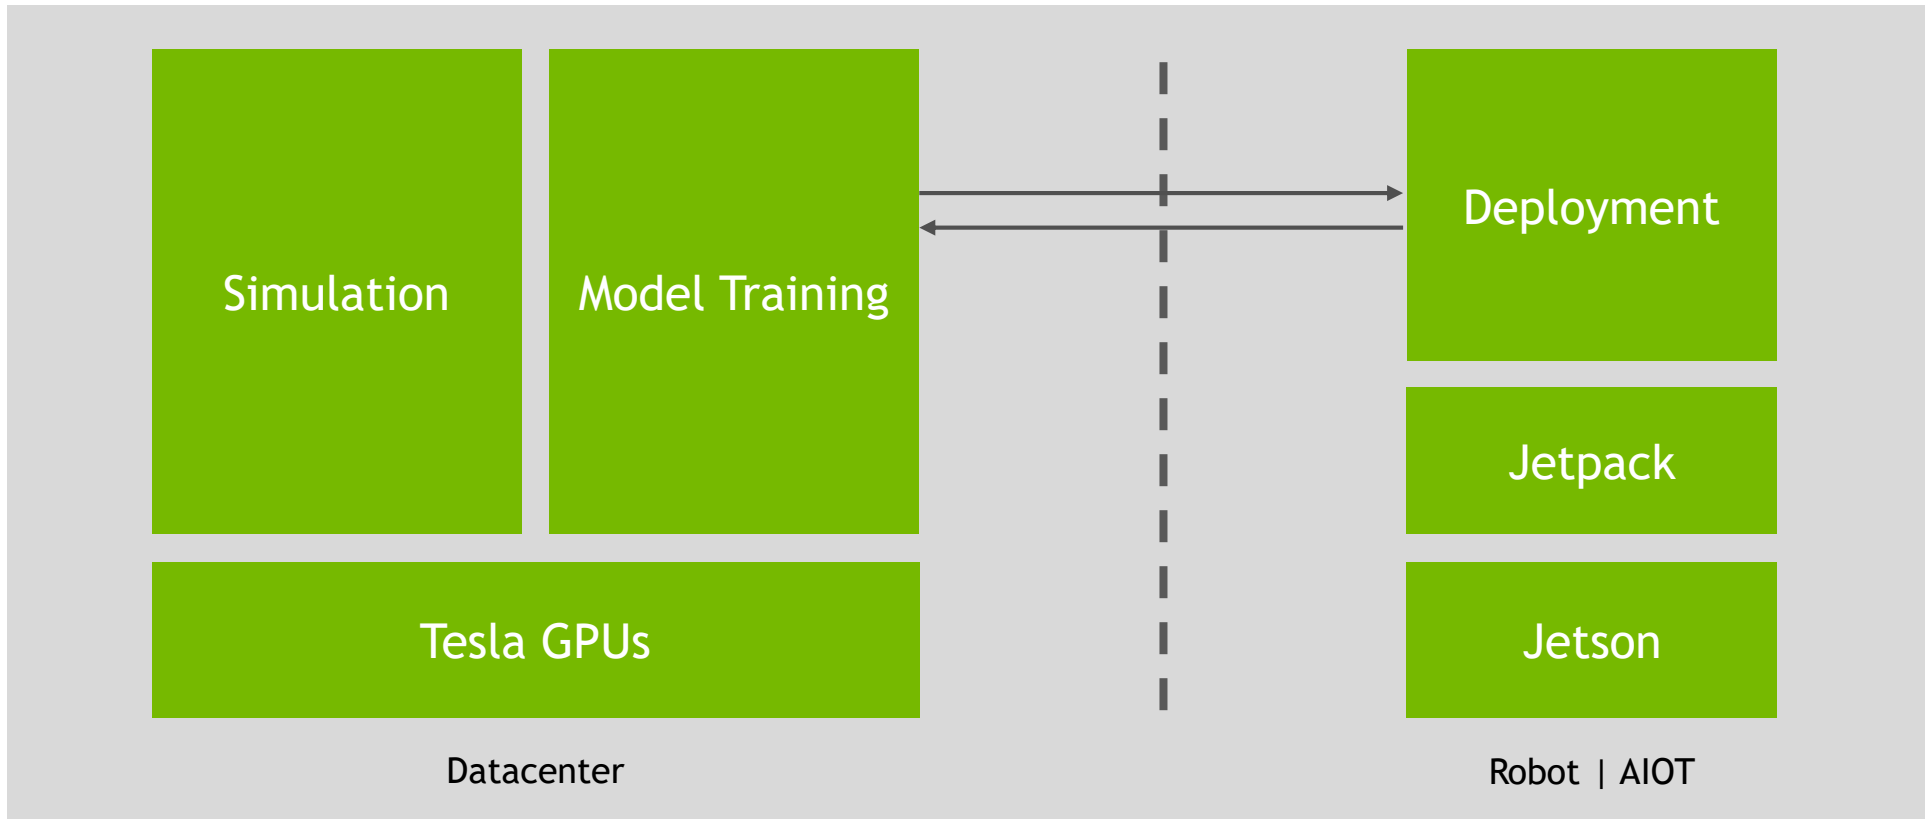 Simulation
Model Training
Deployment
Jetpack
Tesla GPUs
Jetson
Datacenter
Robot | AIOT